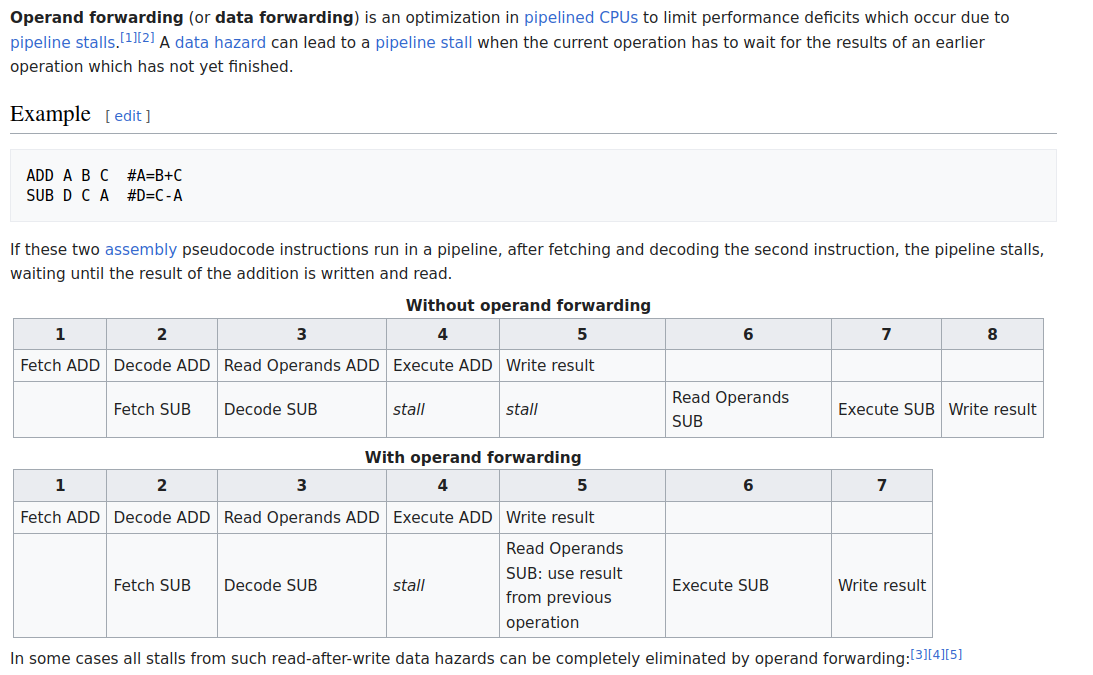 Operand forwarding (or data forwarding) is an optimization in pipelined CPUs to limit performance deficits which occur due to
pipeline stalls.[1][2] A data hazard can lead to a pipeline stall when the current operation has to wait for the results of an earlier
operation which has not yet finished.
Example [ edit ]
ADD A B C  #A=B+C
SUB D C A  #D=C-A
If these two assembly pseudocode instructions run in a pipeline, after fetching and decoding the second instruction, the pipeline stalls,
waiting until the result of the addition is written and read.
Without operand forwarding
1 2 3 4 5 6 7 8
Fetch ADD Decode ADD Read Operands ADD Execute ADD Write result
Fetch SUB Decode SUB stall stall Read Operands
SUB Execute SUB Write result
With operand forwarding
1 2 3 4 5 6 7
Fetch ADD Decode ADD Read Operands ADD Execute ADD Write result
Fetch SUB Decode SUB stall Read Operands
SUB: use result
from previous
operation Execute SUB Write result
In some cases all stalls from such read-after-write data hazards can be completely eliminated by operand forwarding:[3][4][5]